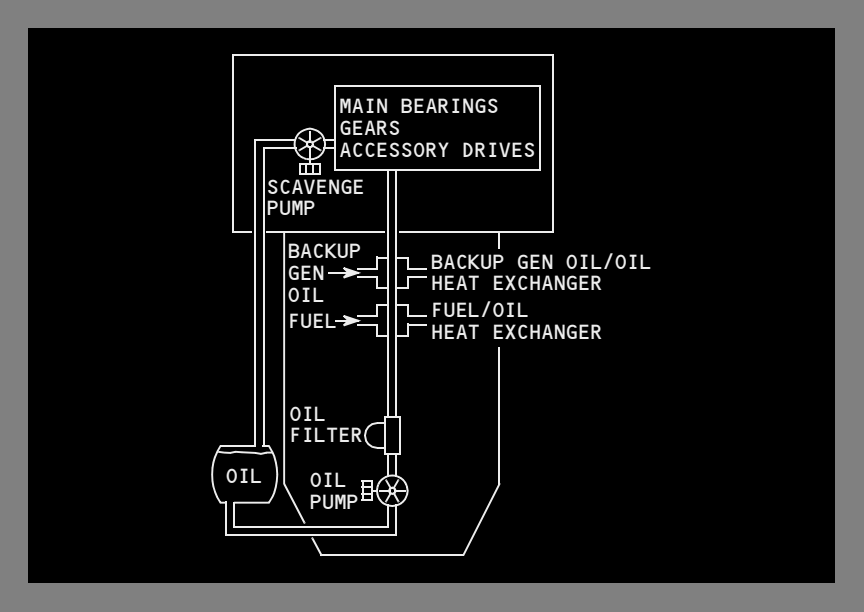 MAIN BEARINGS
GEARS
ACCESSORY DRIVES
SCAVENGE
PUMP
BACKUP
GEN
OIL
BACKUP GEN OIL/OIL
HEAT EXCHANGER
FUEL
FUEL/OIL
HEAT EXCHANGER
OIL
FILTER
OIL
OIL
PUMP